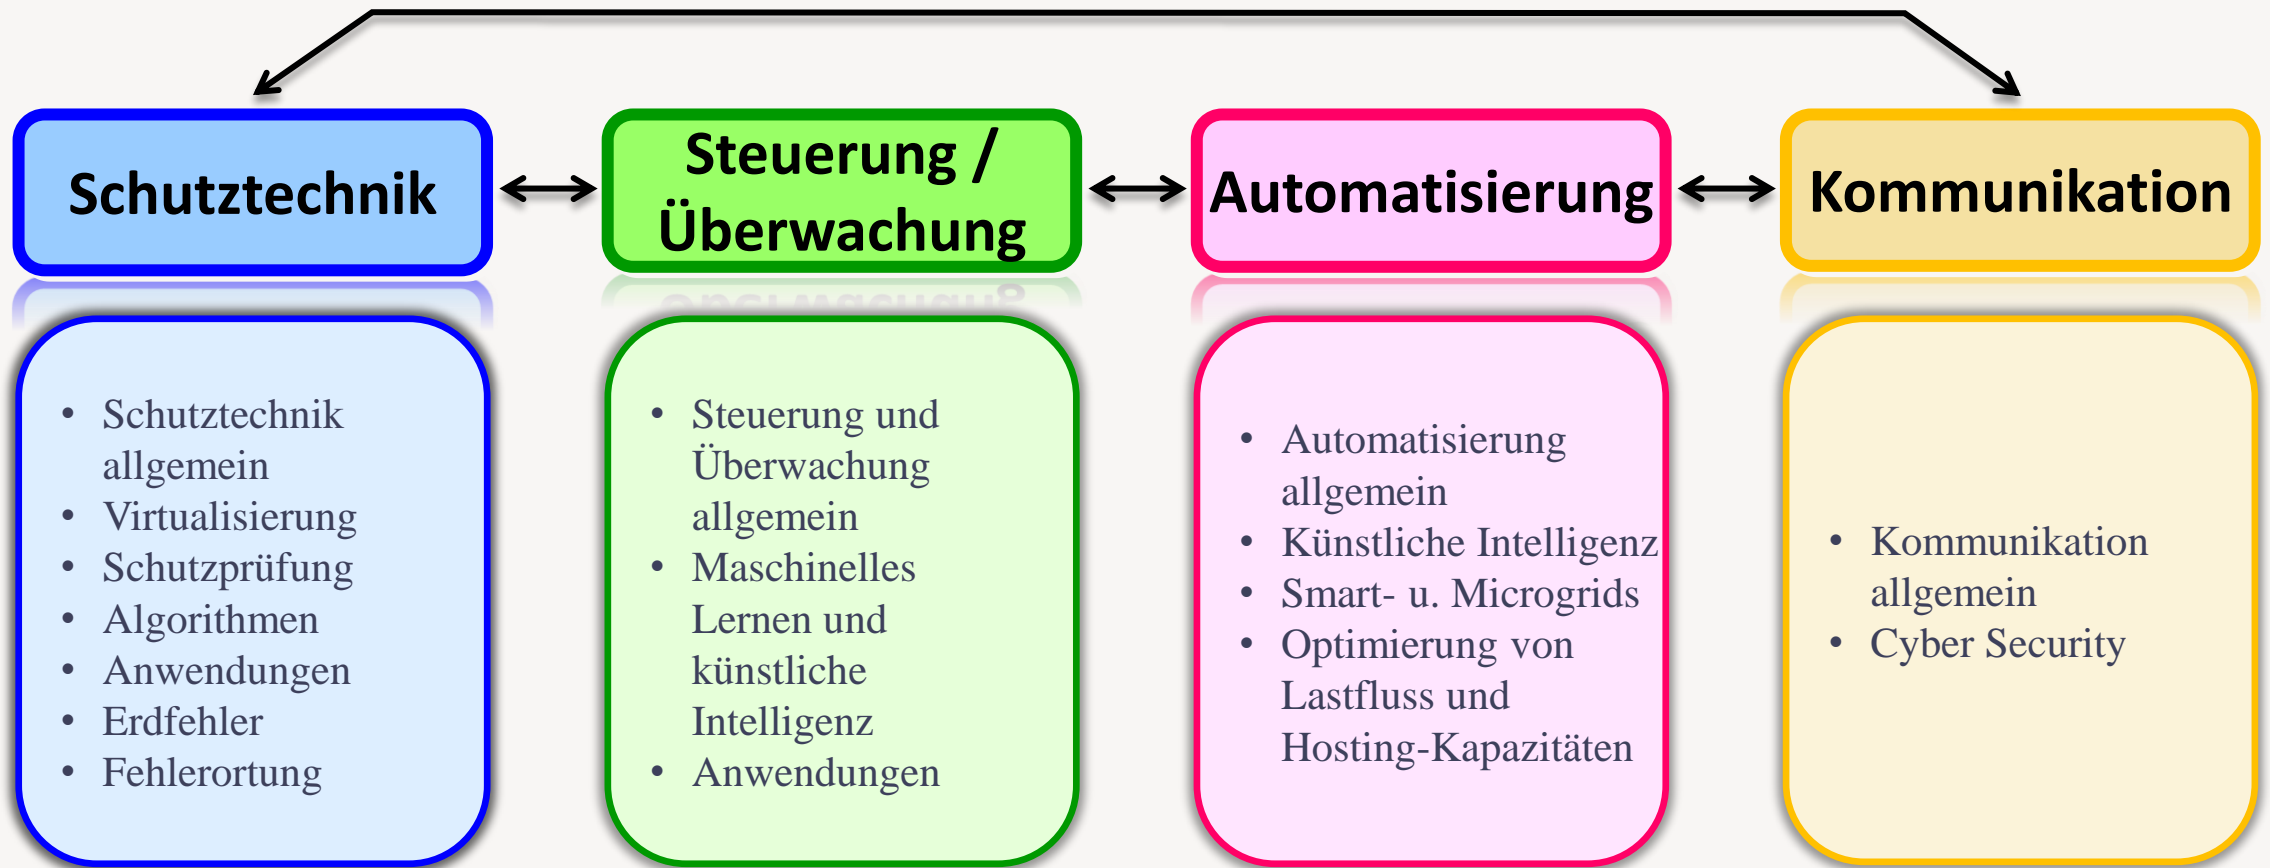 Schutztechnik
Steuerung /
Überwachung
Automatisierung
Kommunikation
• Schutztechnik
allgemein
• Virtualisierung
• Schutzprüfung
• Algorithmen
• Anwendungen
• Erdfehler
• Fehlerortung
• Steuerung und
Überwachung
allgemein
• Maschinelles
Lernen und
künstliche
Intelligenz
• Anwendungen
• Automatisierung
allgemein
• Künstliche Intelligenz
• Smart- u. Microgrids
• Optimierung von
Lastfluss und
Hosting-Kapazitäten
• Kommunikation
allgemein
• Cyber Security